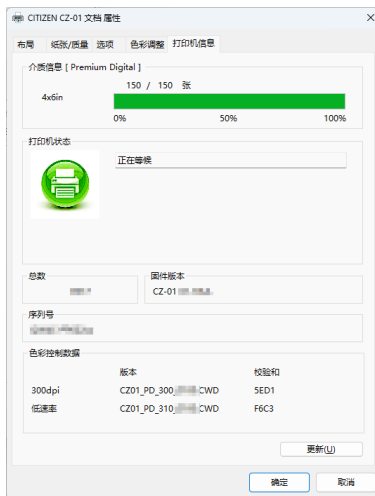 CITIZEN CZ-01 文档 属性
布局 纸张/质量 选项 色彩调整 打印机信息
介质信息 [ Premium Digital ]
150 / 150 张
4x6in
0% 50% 100%
打印机状态
正在等候
总数 固件版本
CZ-01
序列号
色彩控制数据
版本 校验和
300dpi CZ01_PD_300_ CWD 5ED1
低速率 CZ01_PD_310_ CWD F6C3
更新(U)
确定 取消